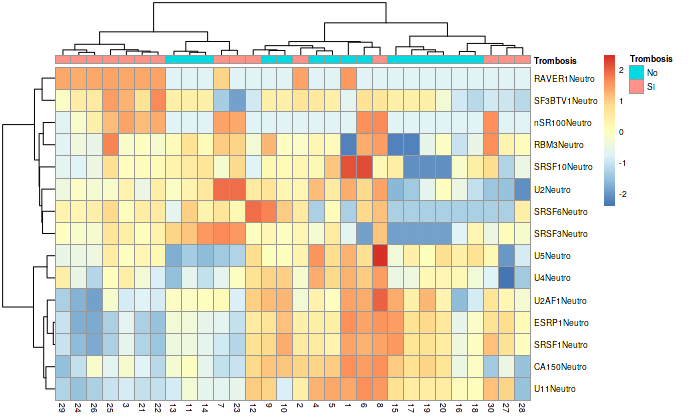 Trombosis
RAVER1Neutro
SF3BTV1Neutro
nSR100Neutro
RBM3Neutro
SRSF10Neutro
U2Neutro
SRSF6Neutro
SRSF3Neutro
U5Neutro
U4Neutro
U2AF1Neutro
ESRP1Neutro
SRSF1Neutro
CA150Neutro
U11Neutro
29 24 26 25 3 21 22 13 11 14 7 23 12 9 10 2 4 5 1 6 8 15 17 19 20 16 18 30 27 28
2
1
0
-1
-2
Trombosis
No
SI